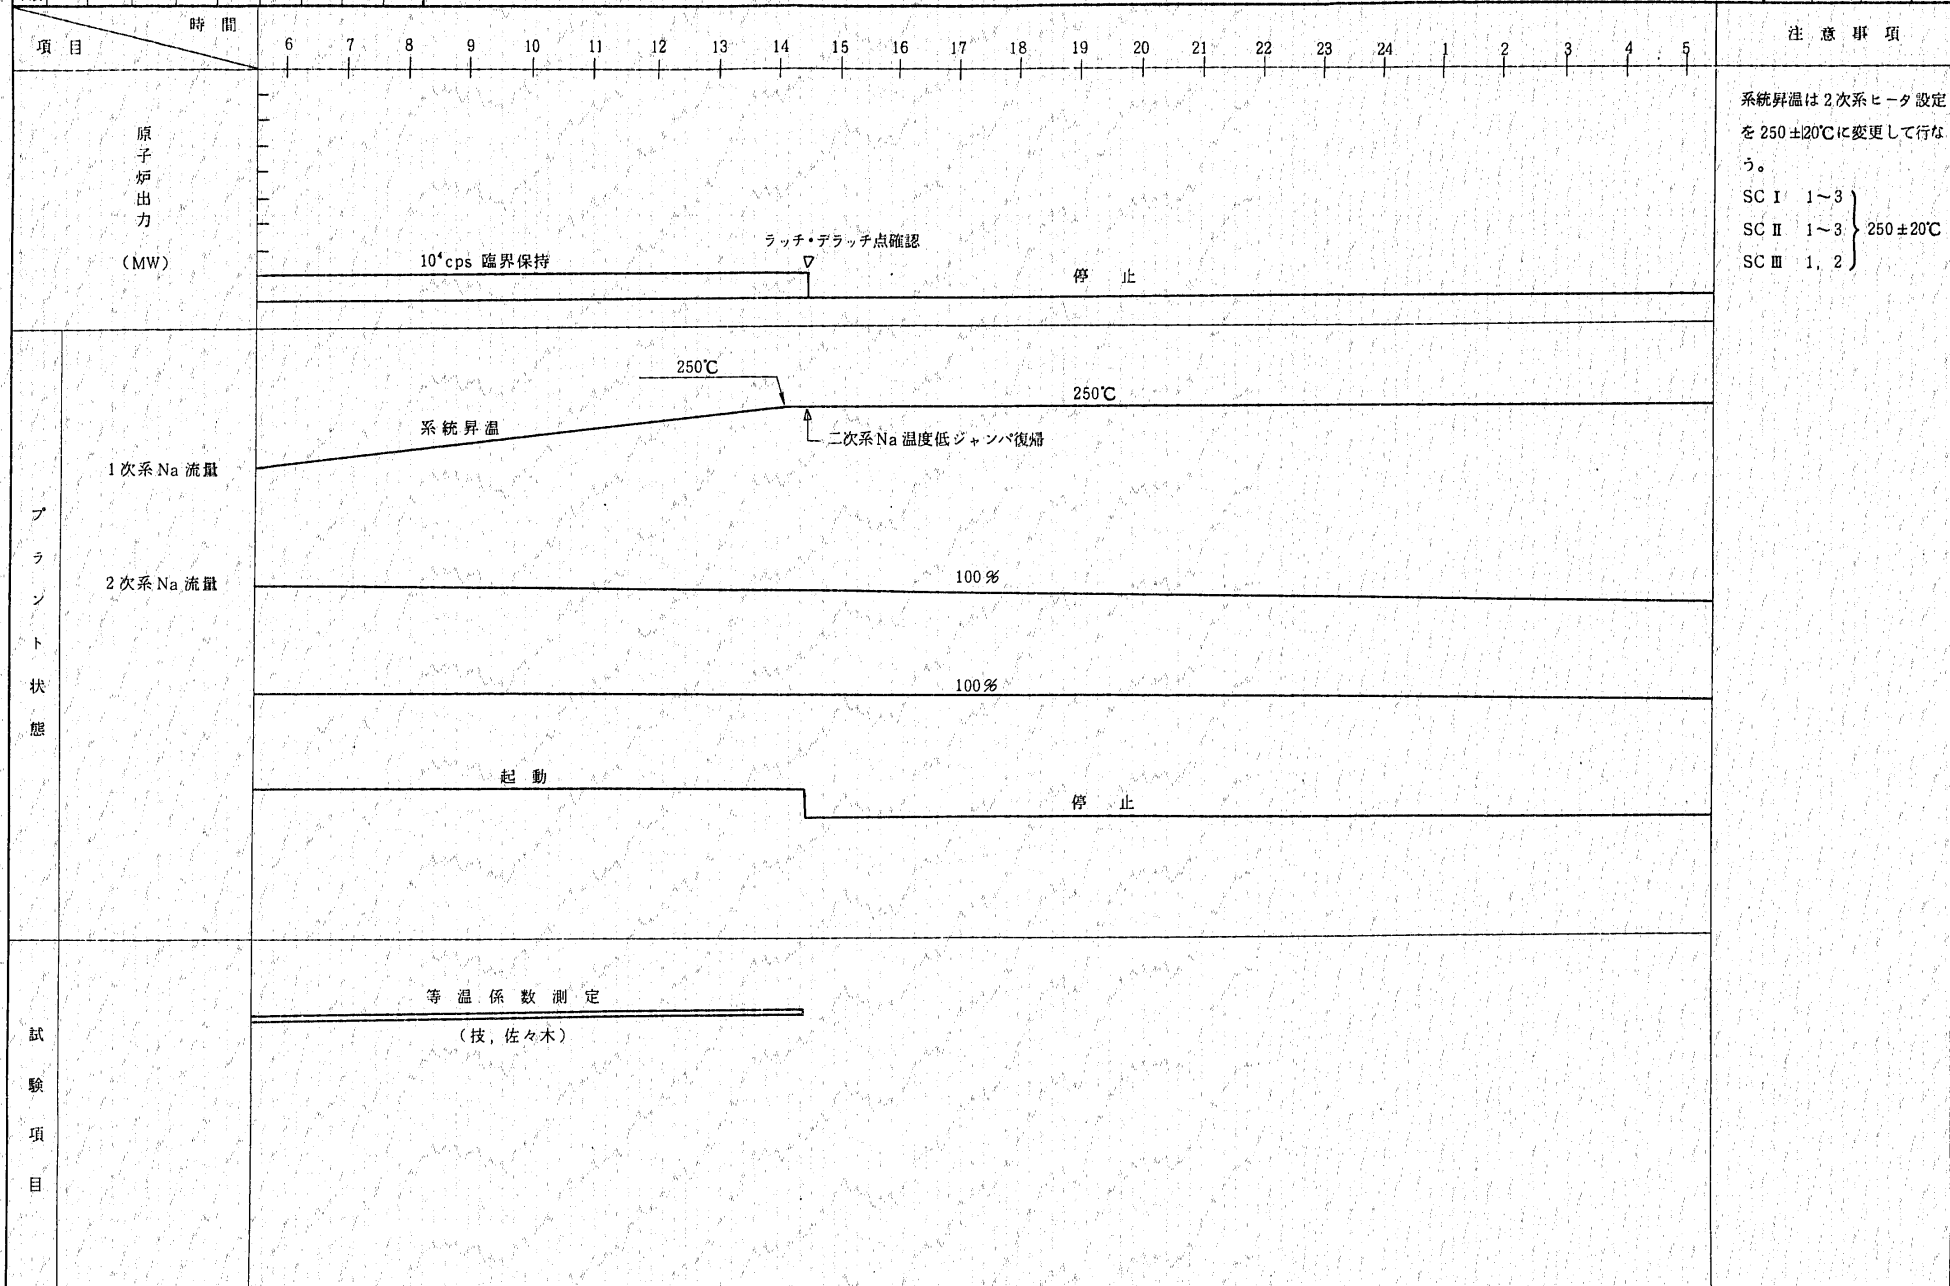 時間
項目
6 7 8 9 10 11 12 13 14 15 16 17 18 19 20 21 22 23 24 1 2 3 4 5
注意事項
原子炉出力
(MW)
10⁴cps 臨界保持
ラッチ・デラッチ点確認
停止
系統昇温は2次系ヒータ設定
を250±20℃に変更して行な
う。
SC I 1~3
SC II 1~3
SC III 1, 2
250±20℃
プラント状態
250℃
250℃
系統昇温
二次系Na温度低ジャンパ復帰
1次系Na流量
2次系Na流量
100%
100%
起動
停止
試験項目
等温係数測定
(技, 佐々木)